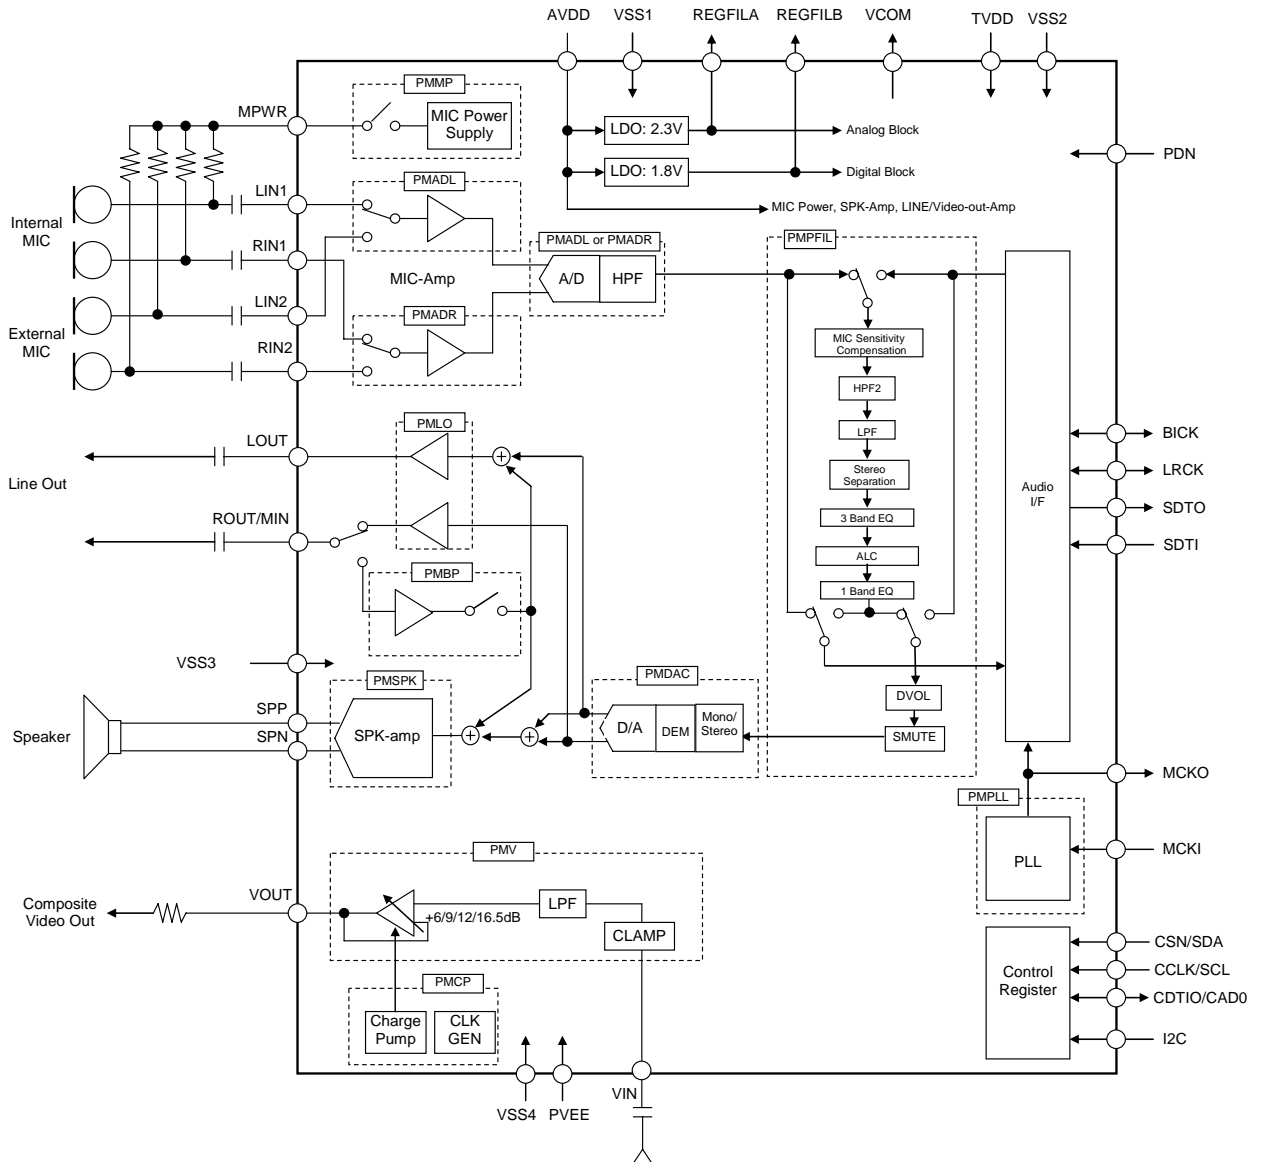 AVDD VSS1 REGFILA REGFILB VCOM TVDD VSS2
PMMP
MPWR
MIC Power
Supply
LDO: 2.3V
Analog Block
PDN
LDO: 1.8V
Digital Block
PMADL
LIN1
MIC Power, SPK-Amp, LINE/Video-out-Amp
Internal
MIC
RIN1
PMADL or PMADR
PMPFIL
MIC-Amp
A/D
HPF
LIN2
PMADR
External
MIC
RIN2
MIC Sensitivity
Compensation
HPF2
LPF
Stereo
Separation
3 Band EQ
ALC
1 Band EQ
Audio
I/F
BICK
LRCK
SDTO
SDTI
PMLO
LOUT
Line Out
ROUT/MIN
PMBP
VSS3
PMSPK
PMDAC
SPP
SPN
Speaker
SPK-amp
D/A
DEM
Mono/
Stereo
DVOL
SMUTE
MCKO
PMPLL
PLL
MCKI
PMV
VOUT
Composite
Video Out
+6/9/12/16.5dB
LPF
CLAMP
Control
Register
CSN/SDA
CCLK/SCL
CDTIO/CAD0
I2C
PMCP
Charge
Pump
CLK
GEN
VSS4 PVEE
VIN